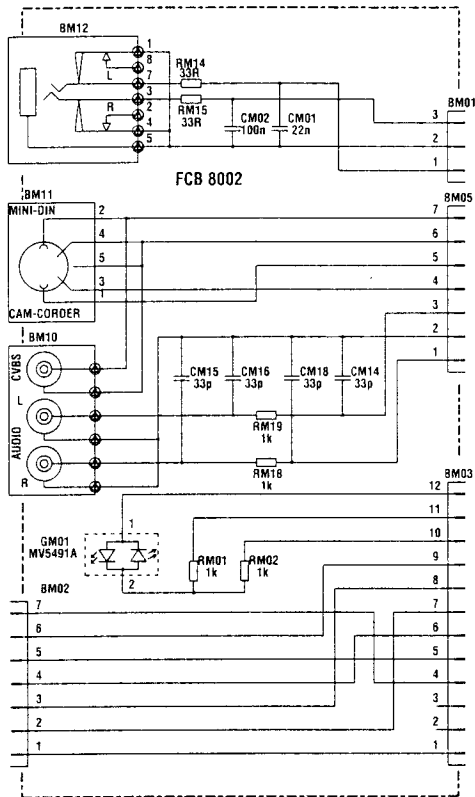 BM12
1
8
L
7
RM14
33R
3
R
RM15
33R
2
4
5
CM02
100n
CM01
22n
BM01
3
2
1
FCB 8002
BM11
MINI-DIN
2
4
5
3
1
CAM-CORDER
BM05
7
6
5
4
3
2
1
BM10
CVBS
L
AUDIO
R
CM15
33p
CM16
33p
CM18
33p
CM14
33p
RM19
1k
RM18
1k
BM03
12
11
10
9
8
7
6
5
4
3
2
1
GM01
MV5491A
1
2
RM01
1k
RM02
1k
BM02
7
6
5
4
3
2
1